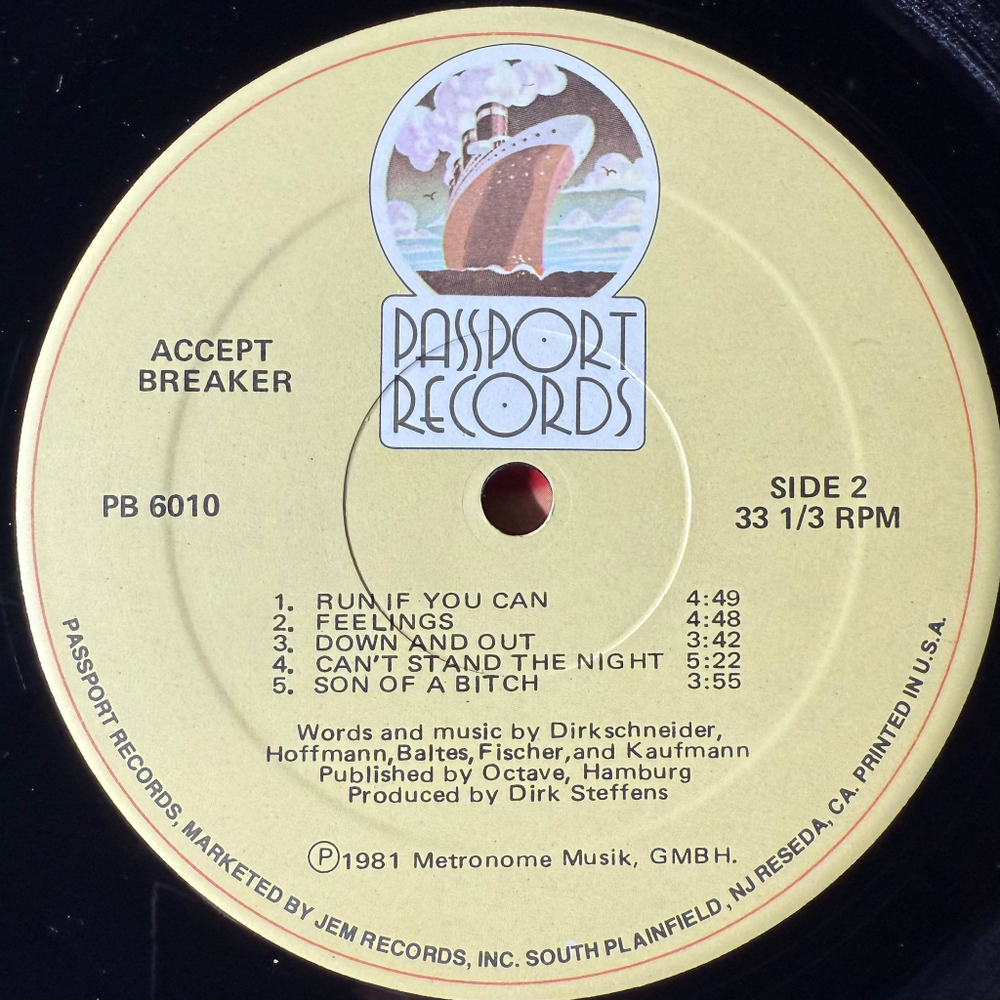 PASSPORT
RECORDS
ACCEPT
BREAKER
PB 6010
SIDE 2
33 1/3 RPM
1. RUN IF YOU CAN 4:49
2. FEELINGS 4:48
3. DOWN AND OUT 3:42
4. CAN'T STAND THE NIGHT 5:22
5. SON OF A BITCH 3:55
Words and music by Dirkschneider,
Hoffmann, Baltes, Fischer, and Kaufmann
Published by Octave, Hamburg
Produced by Dirk Steffens
Ⓟ1981 Metronome Musik, GMBH.
PASSPORT RECORDS, MARKETED BY JEM RECORDS, INC. SOUTH PLAINFIELD, NJ RESEDA, CA. PRINTED IN U.S.A.